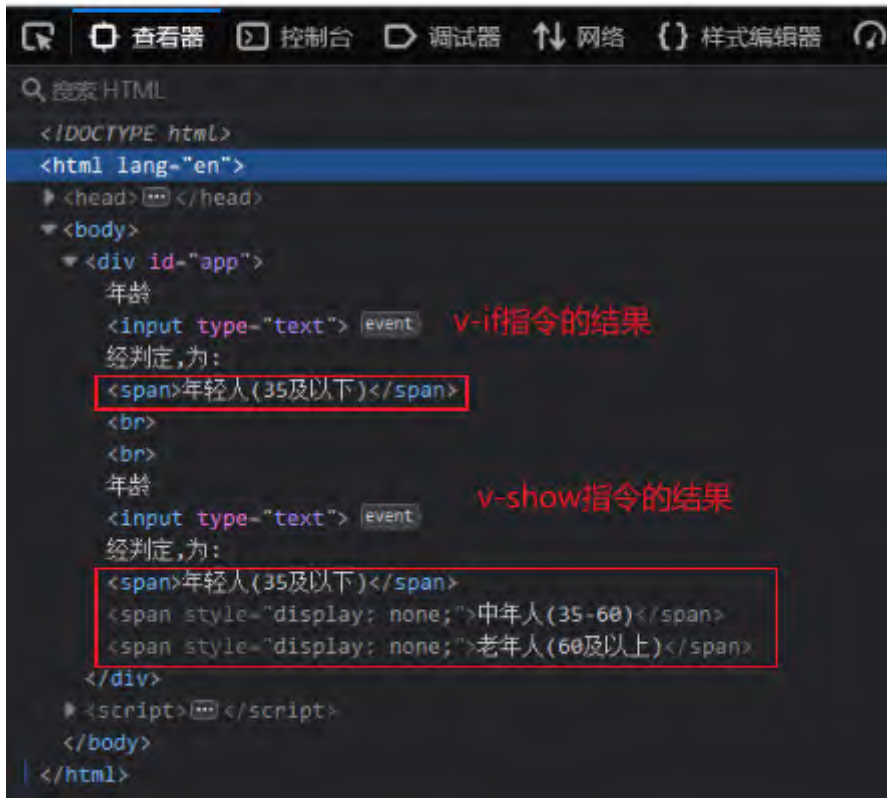 查看器 控制台 调试器 网络 {} 样式编辑器
搜索 HTML
<!DOCTYPE html>
<html lang="en">
<head> ⋯ </head>
<body>
<div id="app">
年龄
<input type="text"> event v-if指令的结果
经判定,为:
<span>年轻人(35及以下)</span>
<br>
<br>
年龄
<input type="text"> event v-show指令的结果
经判定,为:
<span>年轻人(35及以下)</span>
<span style="display: none;">中年人(35-60)</span>
<span style="display: none;">老年人(60及以上)</span>
</div>
<script> ⋯ </script>
</body>
</html>